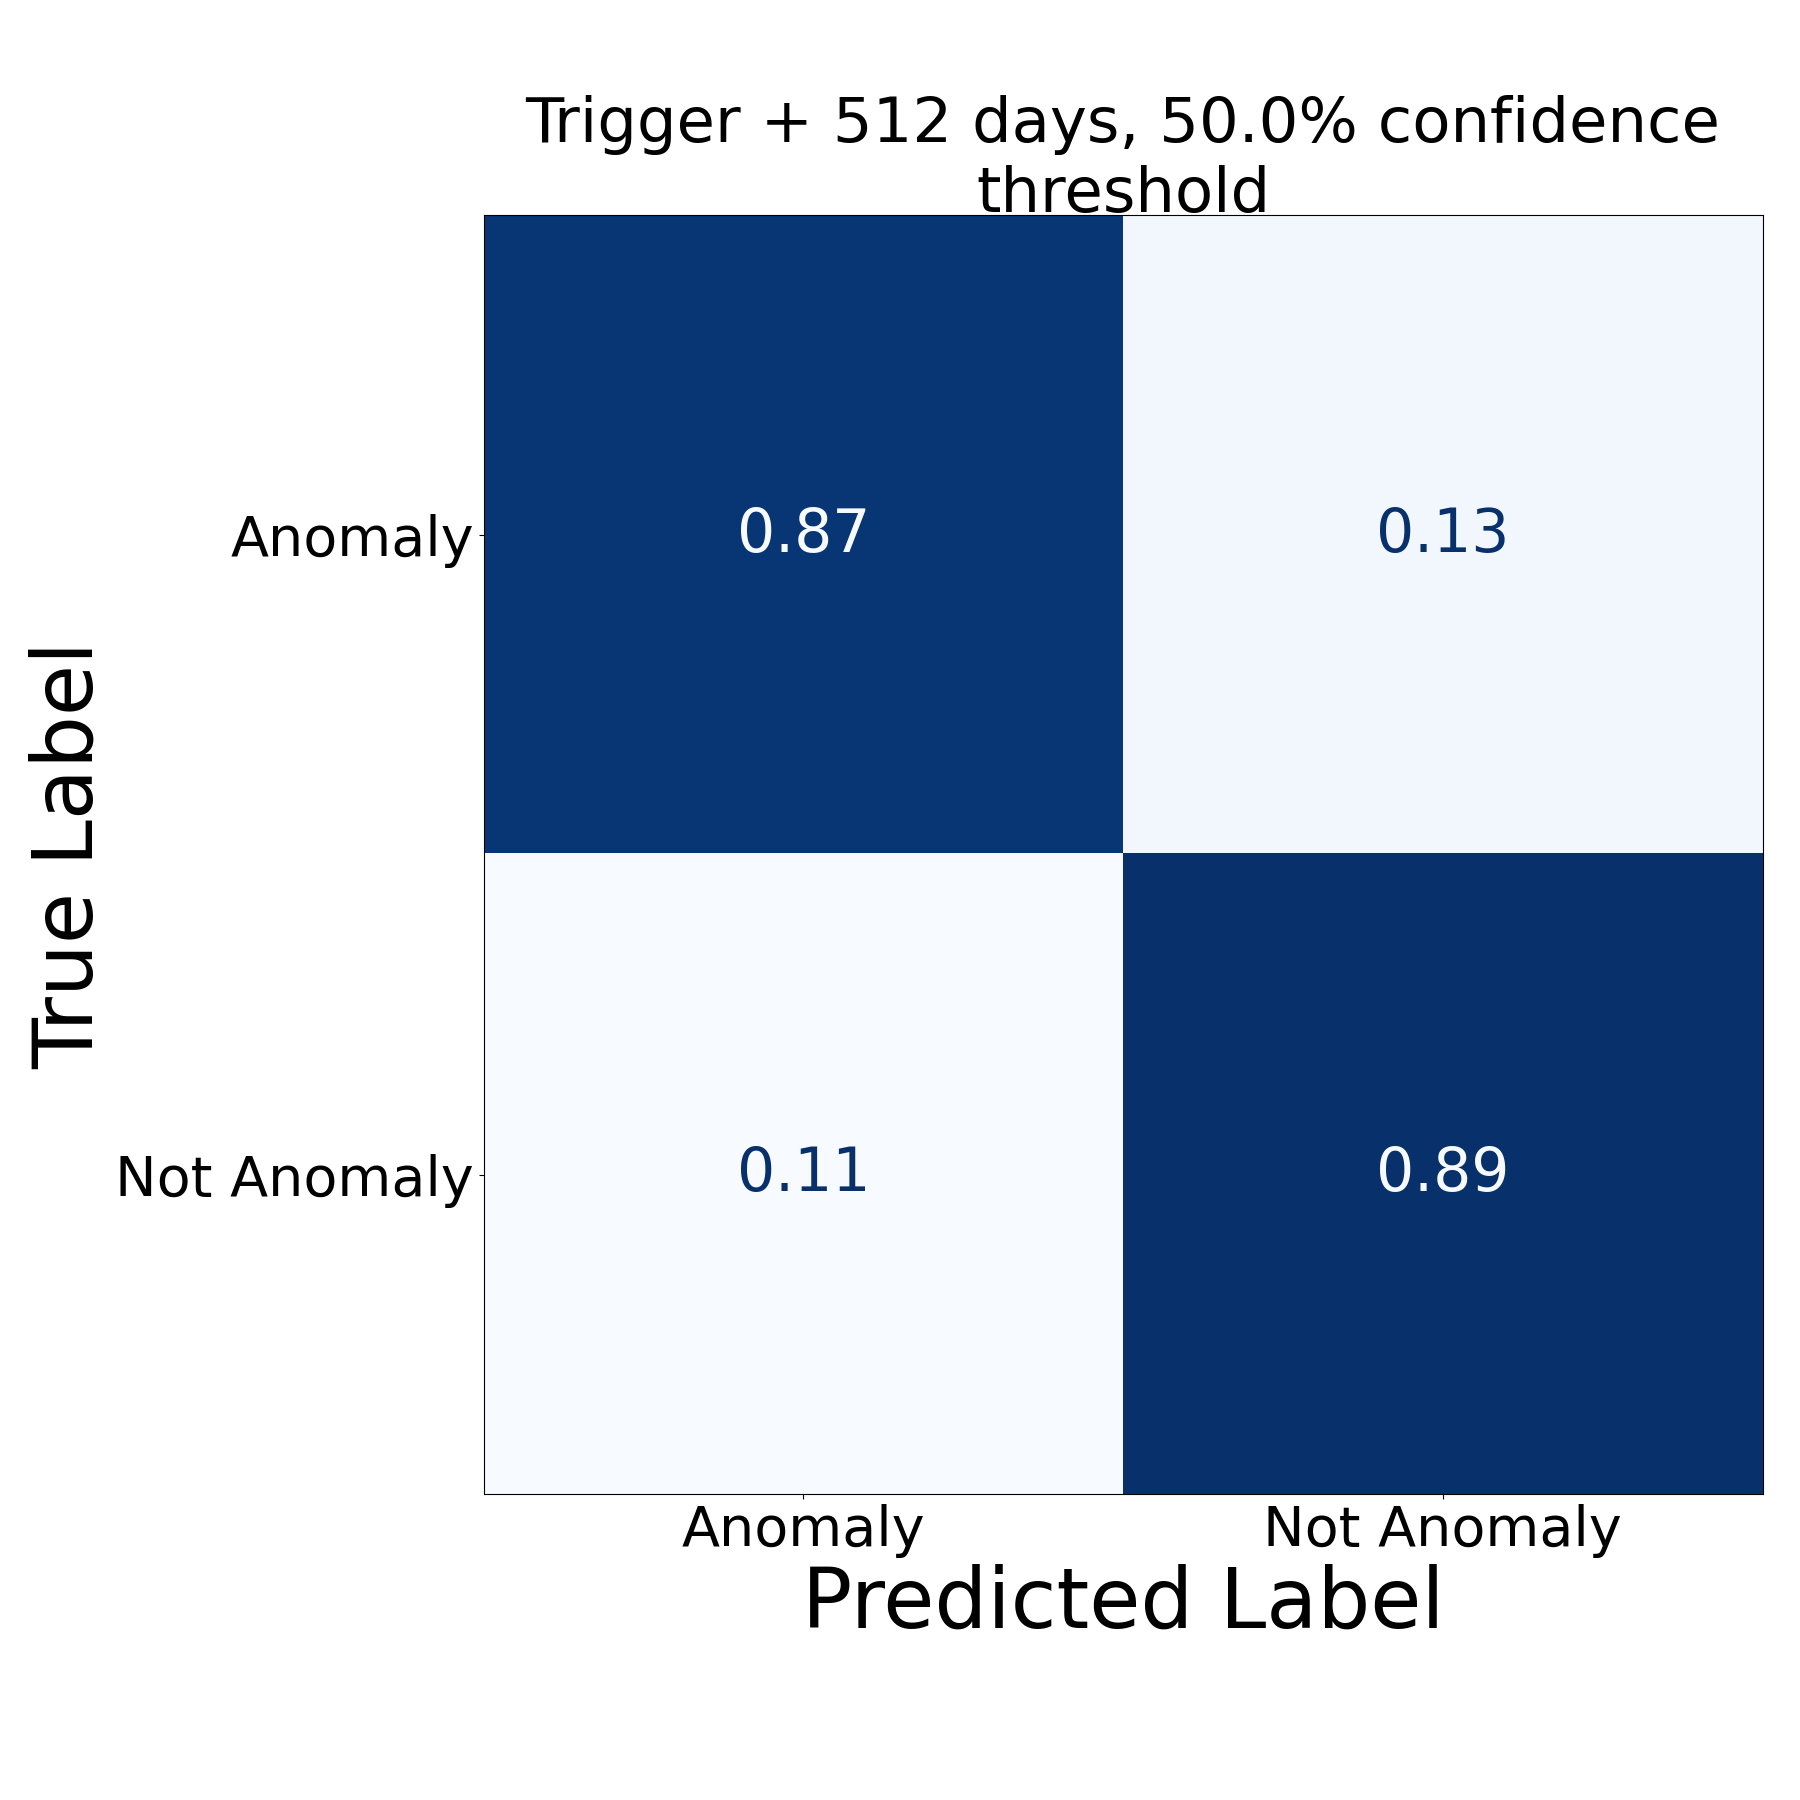 Trigger + 512 days, 50.0% confidence
threshold
True Label
Anomaly
0.87
0.13
Not Anomaly
0.11
0.89
Anomaly
Not Anomaly
Predicted Label